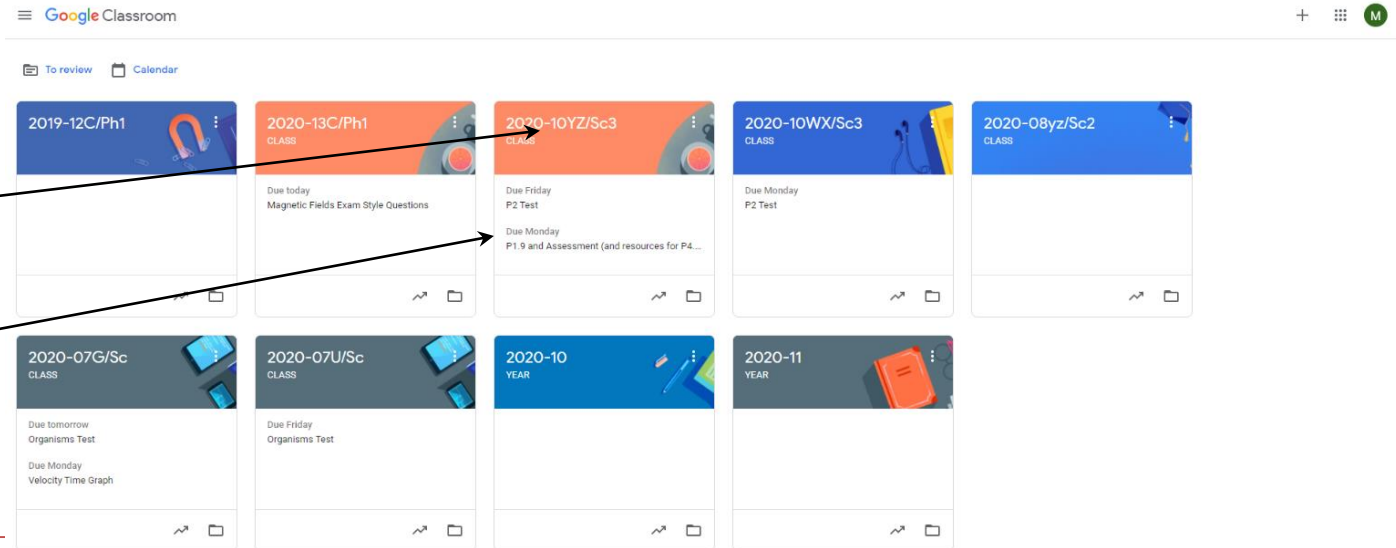 Google Classroom
M
To review
Calendar
2019-12C/Ph1
2020-13C/Ph1
CLASS
Due today
Magnetic Fields Exam Style Questions
2020-10YZ/Sc3
CLASS
Due Friday
P2 Test
Due Monday
P1.9 and Assessment (and resources for P4...
2020-10WX/Sc3
CLASS
Due Monday
P2 Test
2020-08yz/Sc2
CLASS
2020-07G/Sc
CLASS
Due tomorrow
Organisms Test
Due Monday
Velocity Time Graph
2020-07U/Sc
CLASS
Due Friday
Organisms Test
2020-10
YEAR
2020-11
YEAR